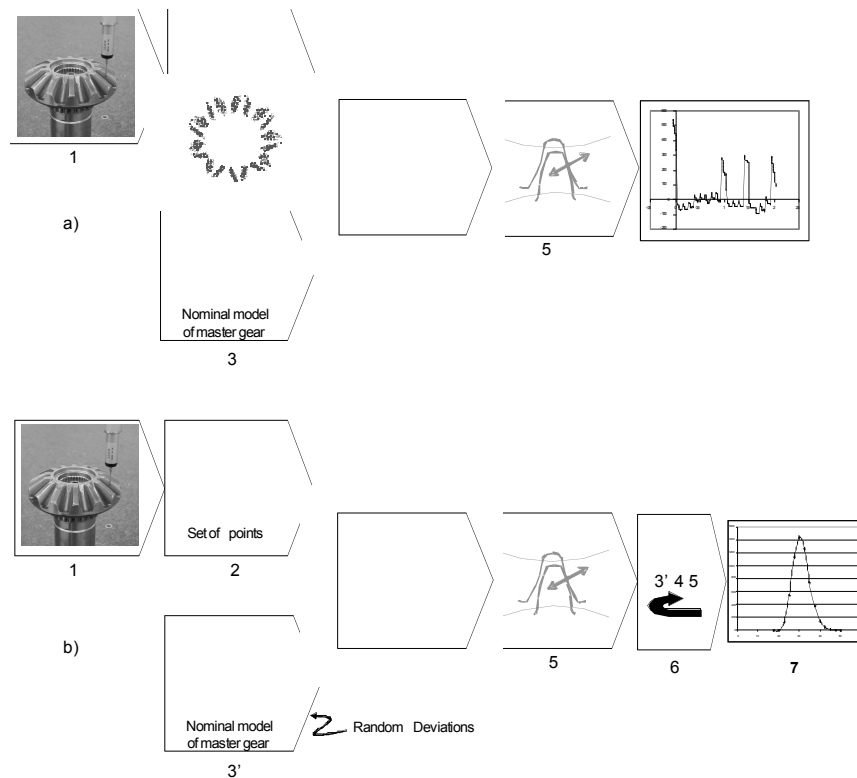 1
a)
Nominal model
of master gear
3
5
Set of points
1
2
b)
5
3' 4 5
6
7
Nominal model
of master gear
Random Deviations
3'